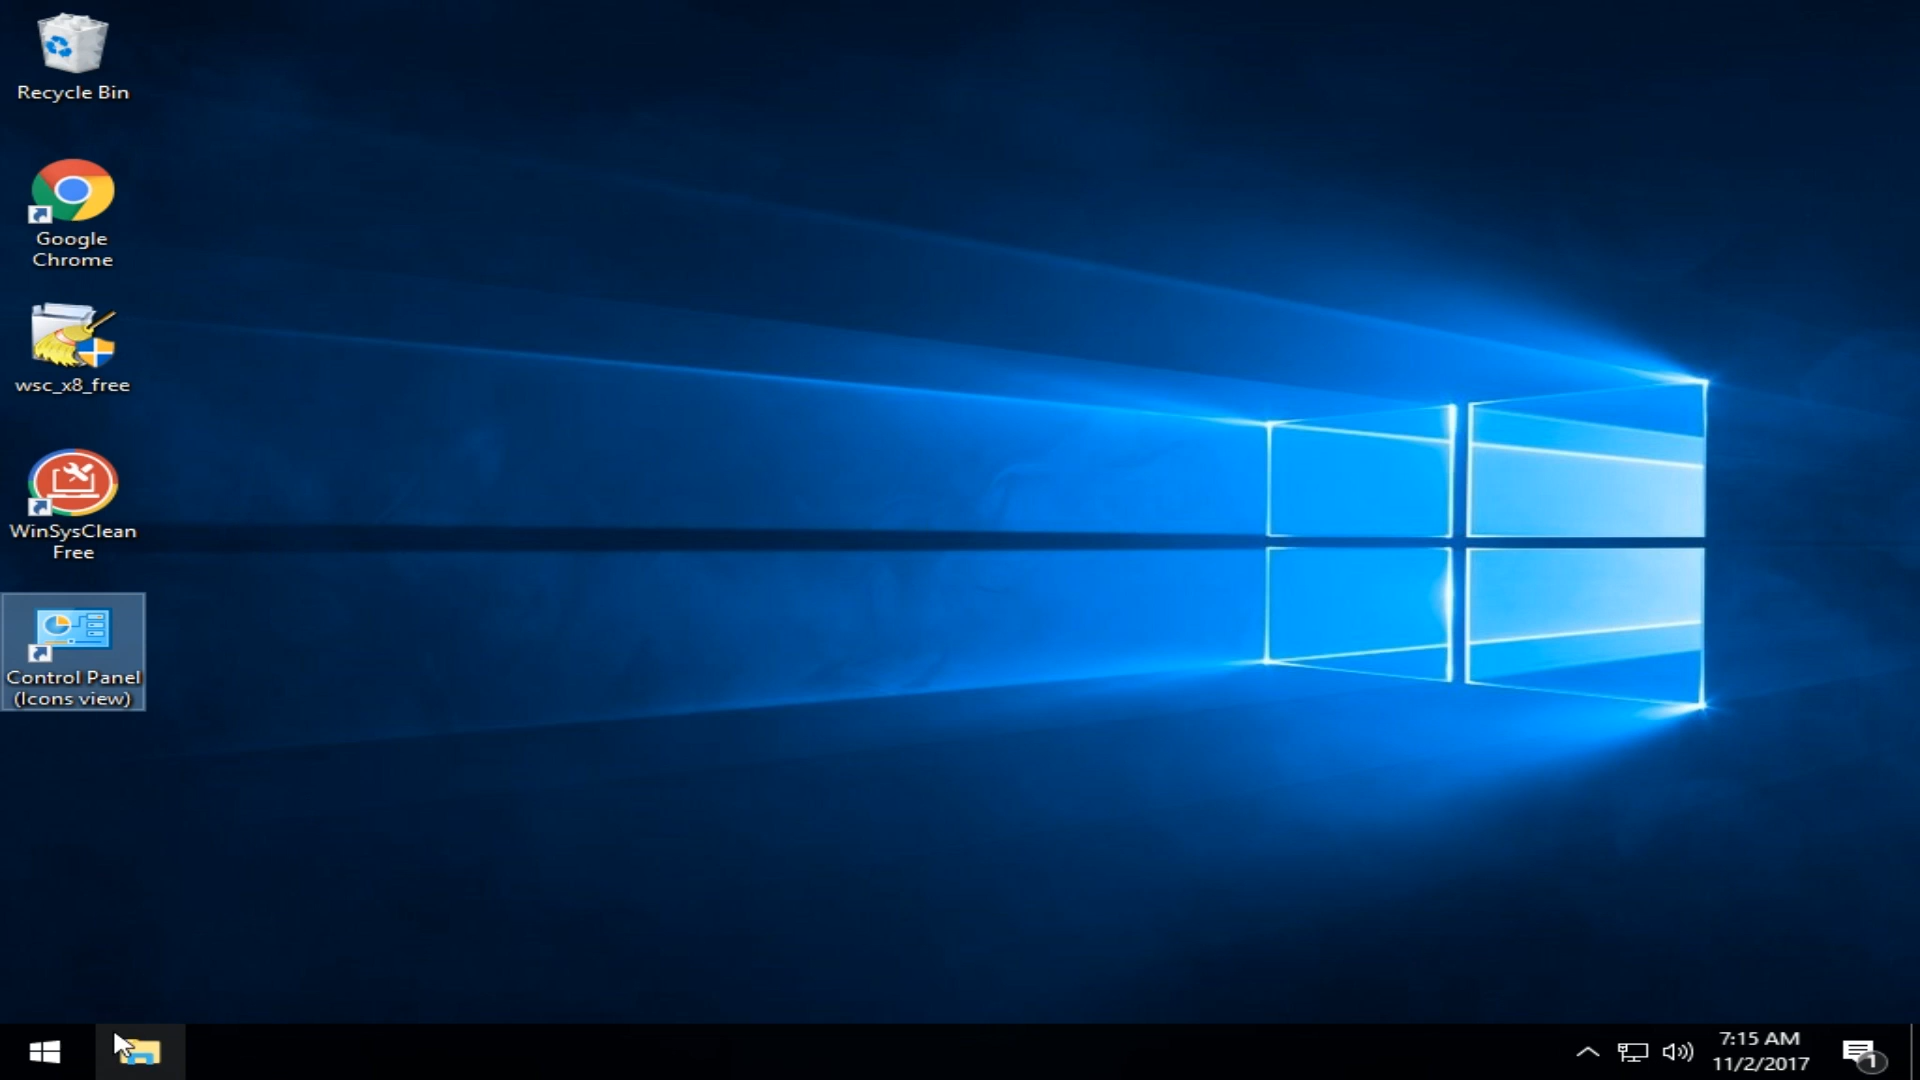 Recycle Bin
Google
Chrome
wsc_x8_free
WinSysClean
Free
Control Panel
(Icons view)
7:15 AM
11/2/2017
1